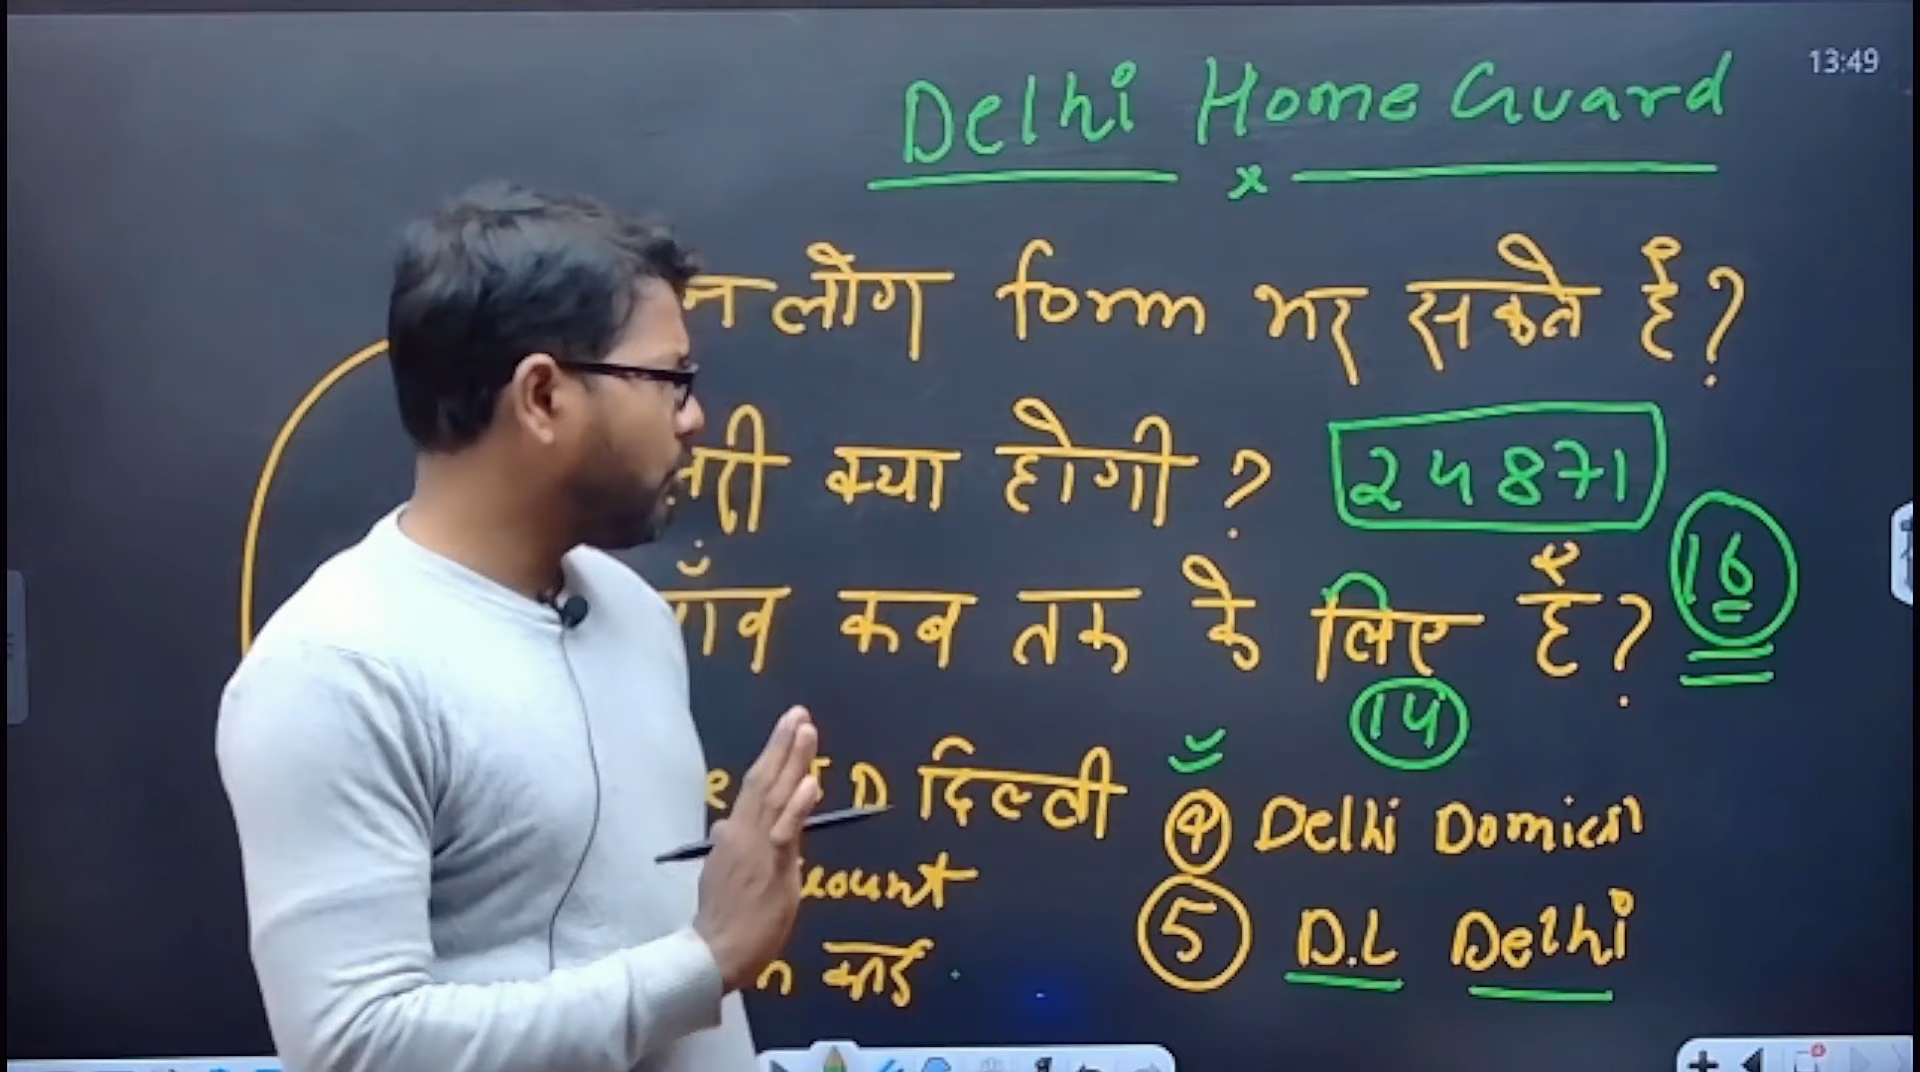 13:49
Delhi Home Guard
लोग form भर सकते हैं?
क्या होगी? 24871
16
कब तक के लिए हैं?
14
दिल्ली ④ Delhi Domicil
⑤ D.L Delhi
कार्ड